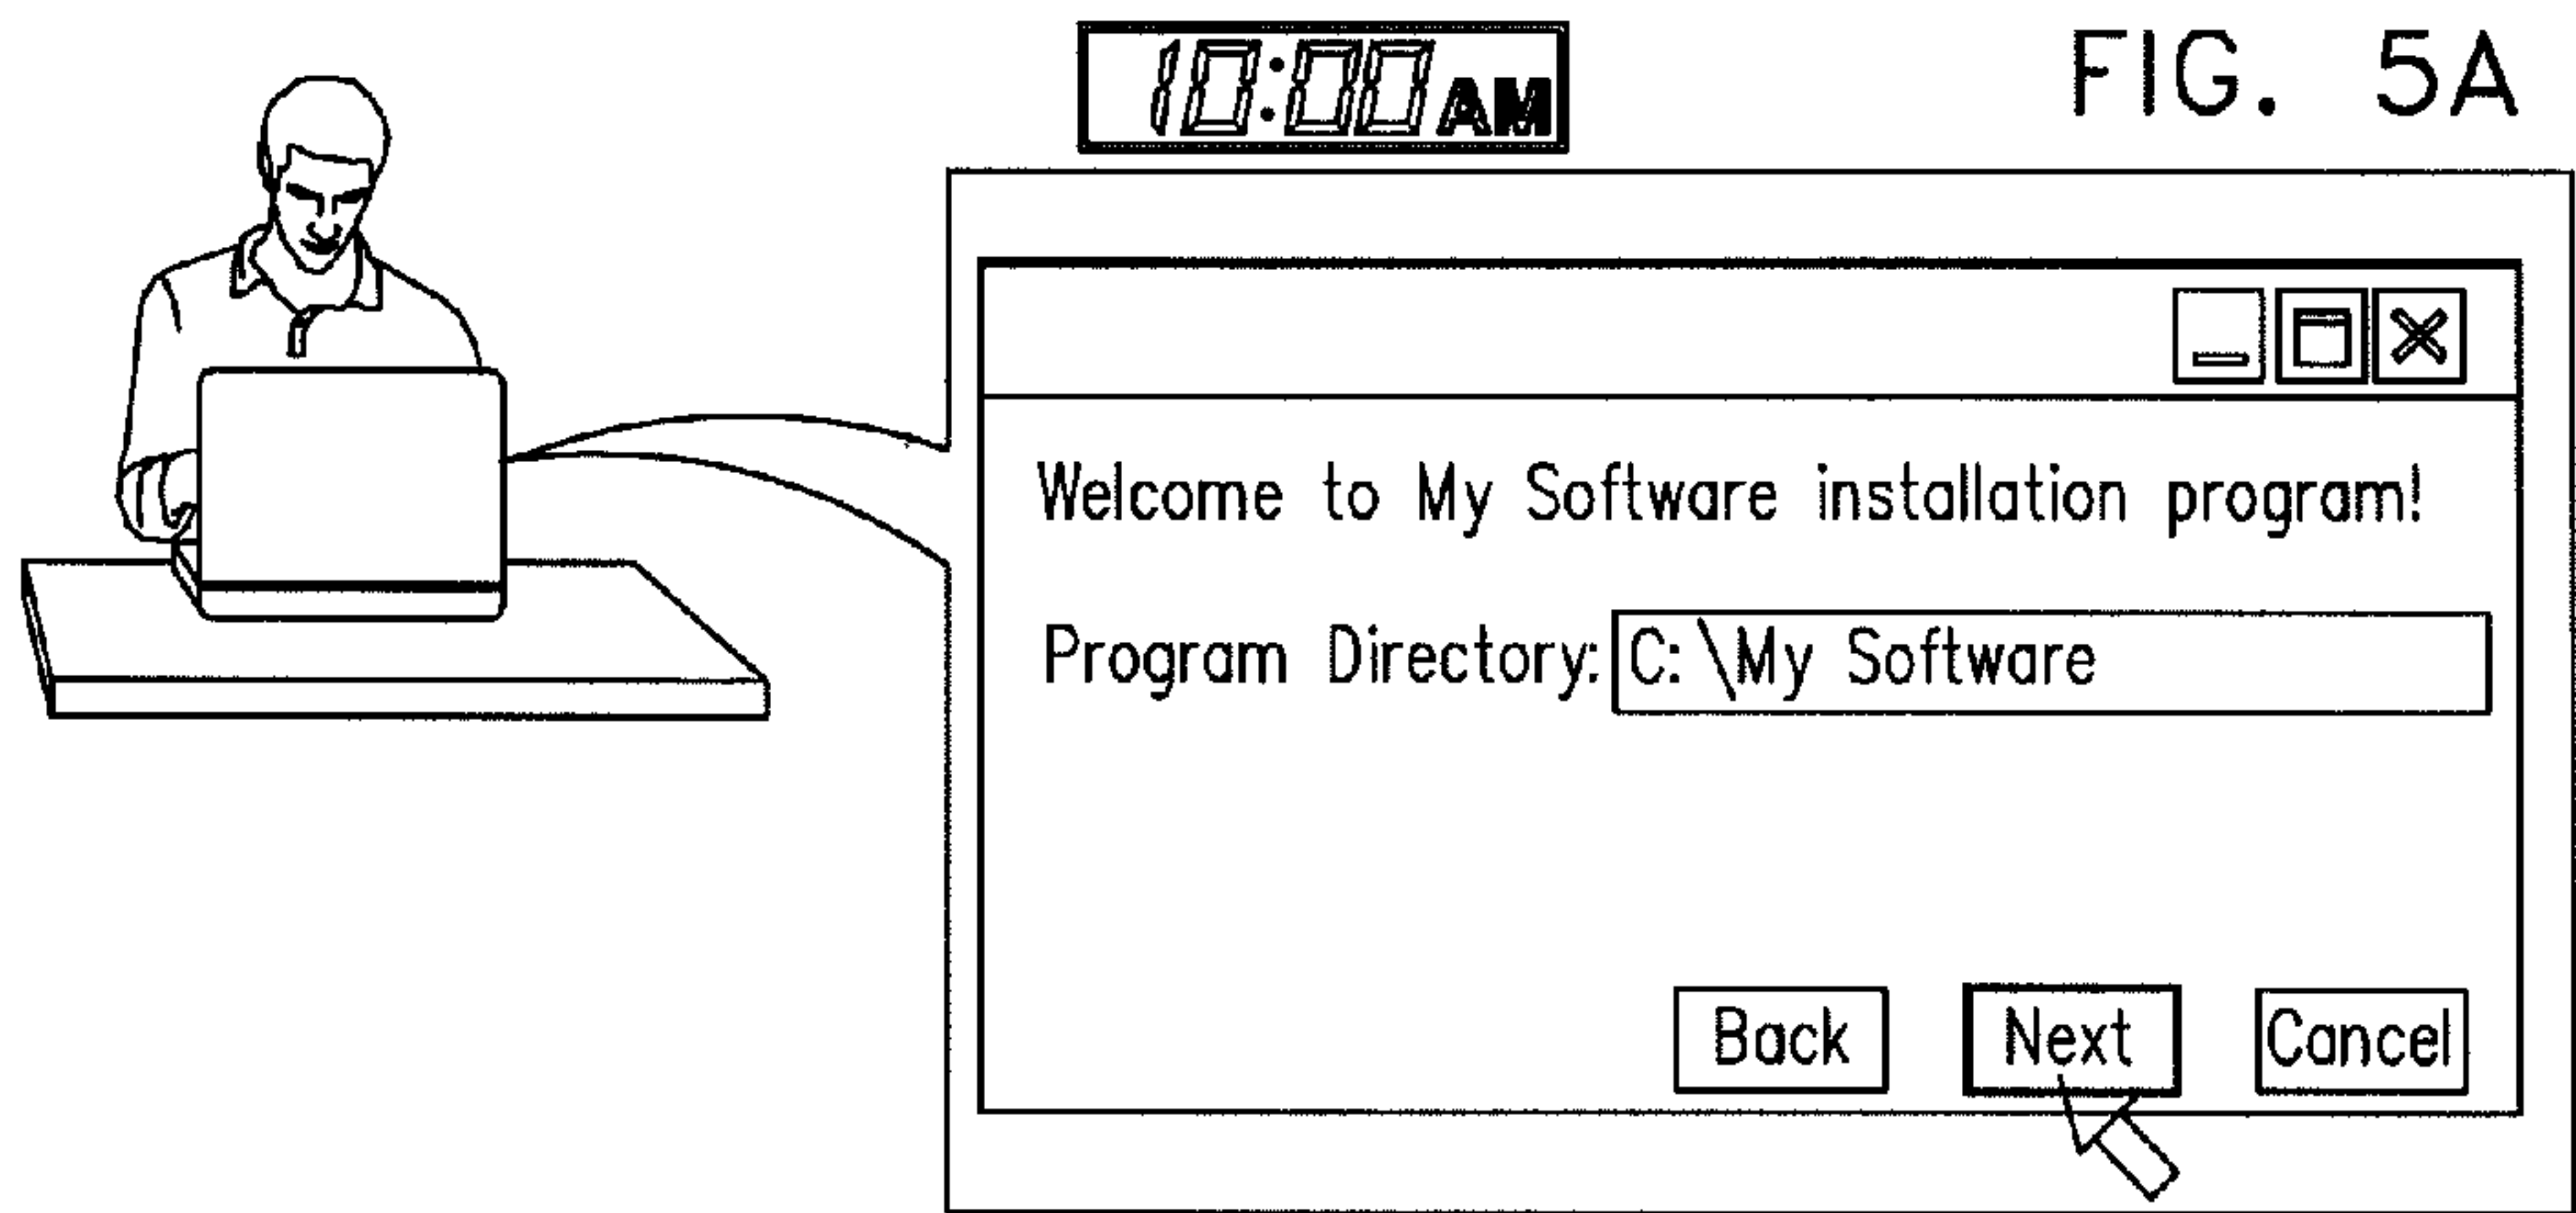 10:00 AM
FIG. 5A
Welcome to My Software installation program!
Program Directory: C:\My Software
Back Next Cancel